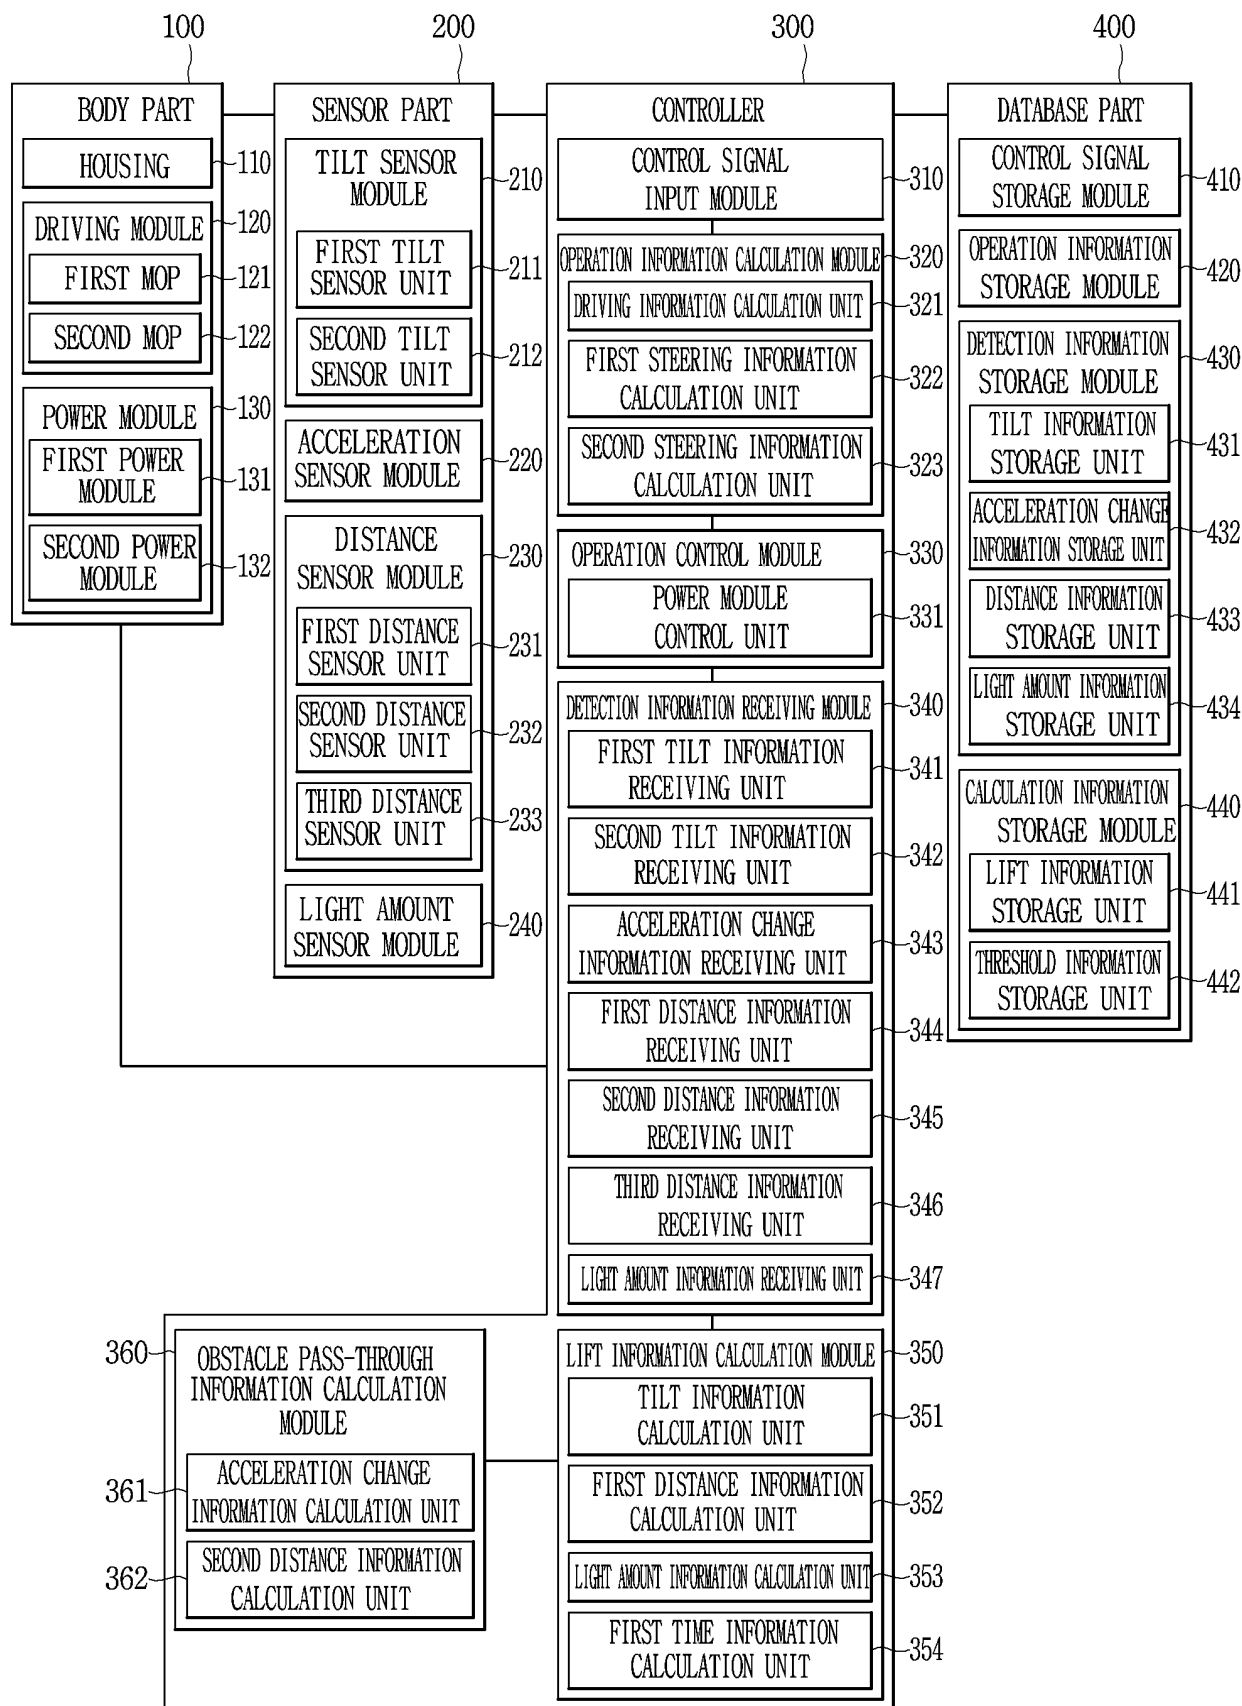 100
BODY PART
HOUSING
110
DRIVING MODULE
120
FIRST MOP
121
SECOND MOP
122
POWER MODULE
130
FIRST POWER
MODULE
131
SECOND POWER
MODULE
132
200
SENSOR PART
TILT SENSOR
MODULE
210
FIRST TILT
SENSOR UNIT
211
SECOND TILT
SENSOR UNIT
212
ACCELERATION
SENSOR MODULE
220
DISTANCE
SENSOR MODULE
230
FIRST DISTANCE
SENSOR UNIT
231
SECOND DISTANCE
SENSOR UNIT
232
THIRD DISTANCE
SENSOR UNIT
233
LIGHT AMOUNT
SENSOR MODULE
240
300
CONTROLLER
CONTROL SIGNAL
INPUT MODULE
310
OPERATION INFORMATION CALCULATION MODULE
320
DRIVING INFORMATION CALCULATION UNIT
321
FIRST STEERING INFORMATION
CALCULATION UNIT
322
SECOND STEERING INFORMATION
CALCULATION UNIT
323
OPERATION CONTROL MODULE
330
POWER MODULE
CONTROL UNIT
331
DETECTION INFORMATION RECEIVING MODULE
340
FIRST TILT INFORMATION
RECEIVING UNIT
341
SECOND TILT INFORMATION
RECEIVING UNIT
342
ACCELERATION CHANGE
INFORMATION RECEIVING UNIT
343
FIRST DISTANCE INFORMATION
RECEIVING UNIT
344
SECOND DISTANCE INFORMATION
RECEIVING UNIT
345
THIRD DISTANCE INFORMATION
RECEIVING UNIT
346
LIGHT AMOUNT INFORMATION RECEIVING UNIT
347
LIFT INFORMATION CALCULATION MODULE
350
TILT INFORMATION
CALCULATION UNIT
351
FIRST DISTANCE INFORMATION
CALCULATION UNIT
352
LIGHT AMOUNT INFORMATION CALCULATION UNIT
353
FIRST TIME INFORMATION
CALCULATION UNIT
354
360
OBSTACLE PASS-THROUGH
INFORMATION CALCULATION
MODULE
361
ACCELERATION CHANGE
INFORMATION CALCULATION UNIT
362
SECOND DISTANCE INFORMATION
CALCULATION UNIT
400
DATABASE PART
CONTROL SIGNAL
STORAGE MODULE
410
OPERATION INFORMATION
STORAGE MODULE
420
DETECTION INFORMATION
STORAGE MODULE
430
TILT INFORMATION
STORAGE UNIT
431
ACCELERATION CHANGE
INFORMATION STORAGE UNIT
432
DISTANCE INFORMATION
STORAGE UNIT
433
LIGHT AMOUNT INFORMATION
STORAGE UNIT
434
CALCULATION INFORMATION
STORAGE MODULE
440
LIFT INFORMATION
STORAGE UNIT
441
THRESHOLD INFORMATION
STORAGE UNIT
442